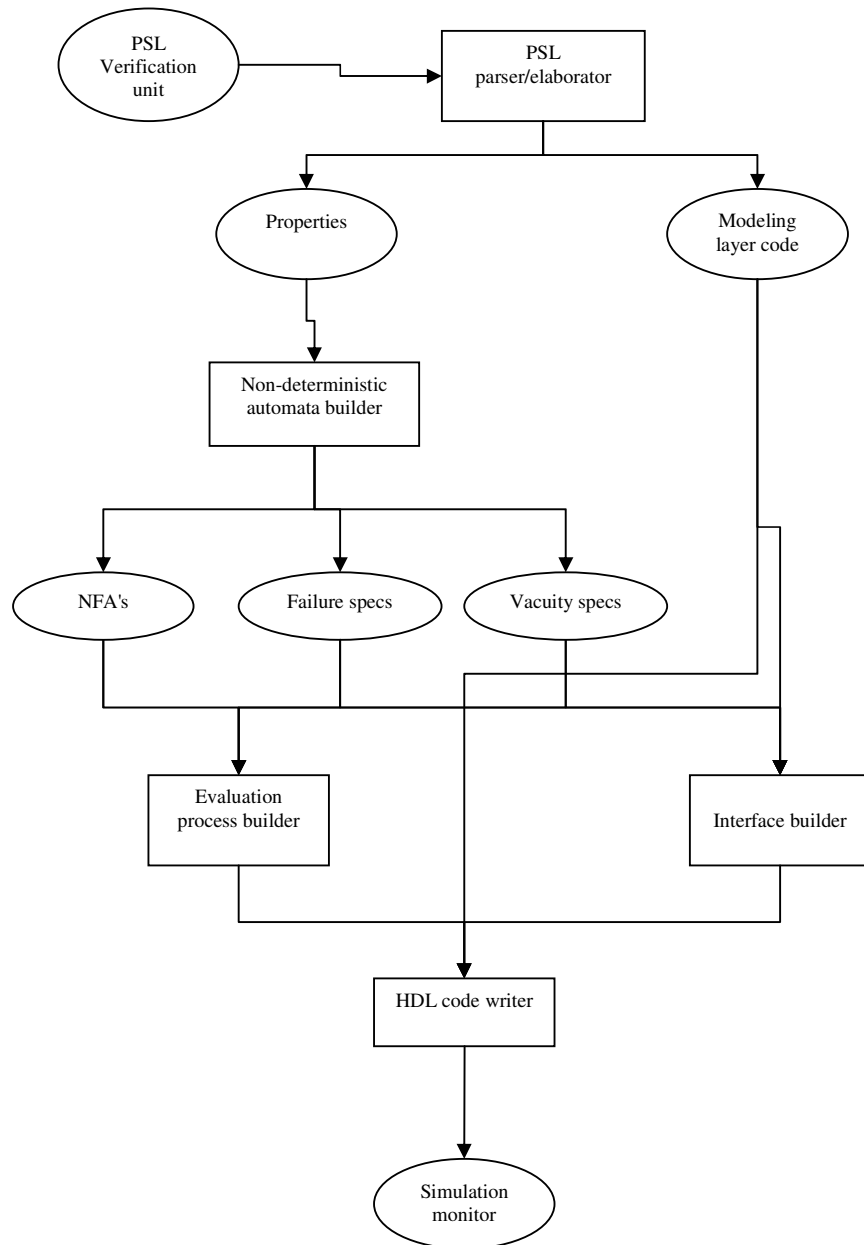 PSL
Verification
unit
PSL
parser/elaborator
Properties
Modeling
layer code
Non-deterministic
automata builder
NFA's
Failure specs
Vacuity specs
Evaluation
process builder
Interface builder
HDL code writer
Simulation
monitor